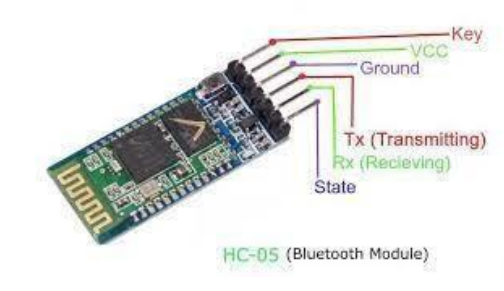 Key
VCC
Ground
Tx (Transmitting)
Rx (Recieving)
State
HC-05 (Bluetooth Module)